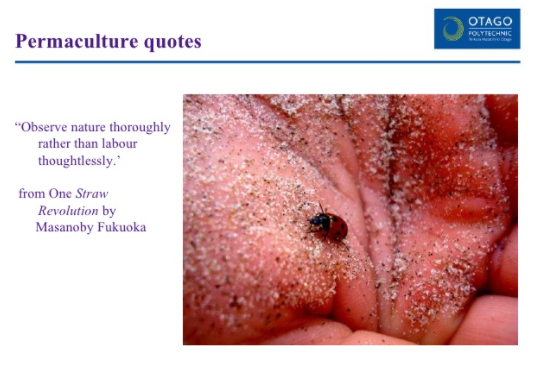 Permaculture quotes
OTAGO
POLYTECHNIC
“Observe nature thoroughly
rather than labour
thoughtlessly.’
from One Straw
Revolution by
Masanoby Fukuoka